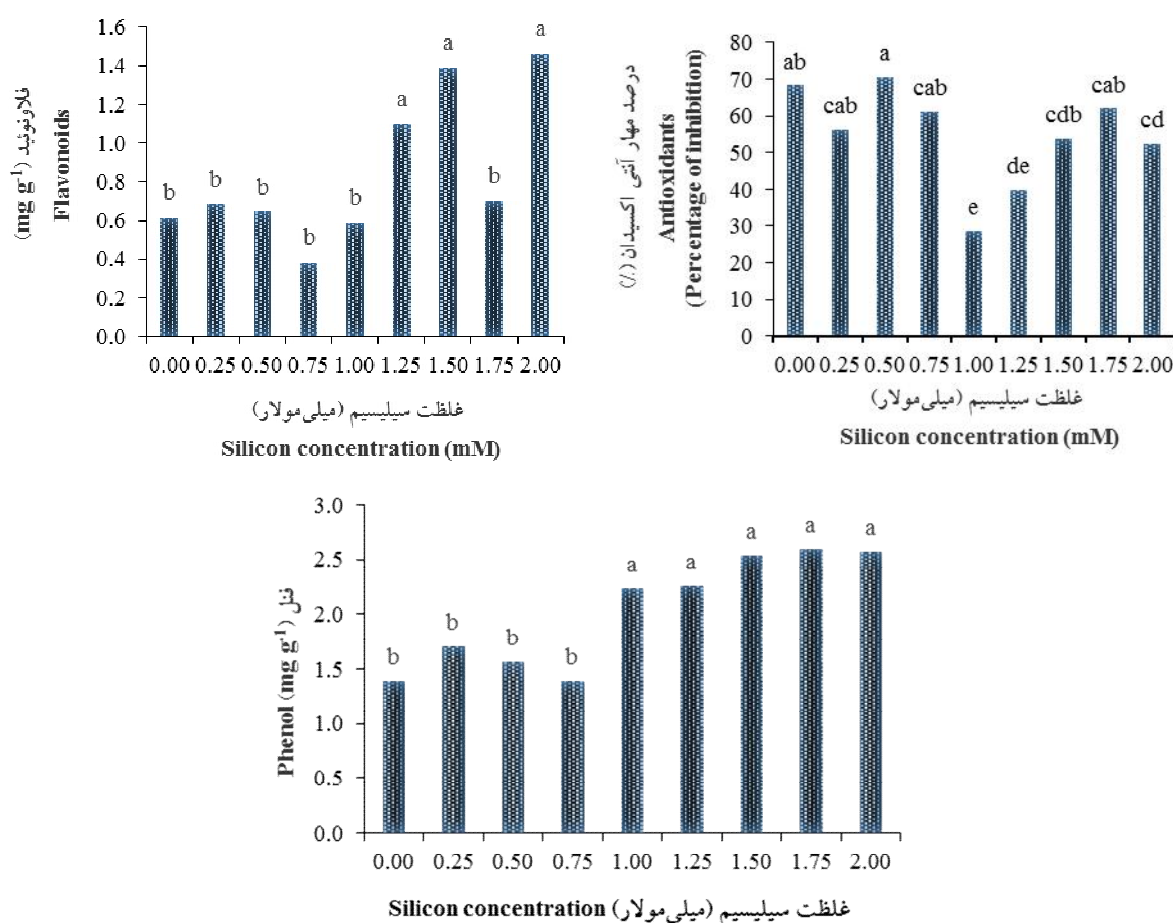 فلاونوئید (mg g-1)
Flavonoids
1.6
1.4
1.2
1.0
0.8
0.6
0.4
0.2
0.0
b
b
b
b
b
a
a
b
a
0.00 0.25 0.50 0.75 1.00 1.25 1.50 1.75 2.00
غلظت سیلیسیم (میلی‌مولار)
Silicon concentration (mM)
درصد مهار آنتی اکسیدان (٪)
Antioxidants
(Percentage of inhibition)
80
70
60
50
40
30
20
10
0
ab
cab
a
cab
e
de
cdb
cab
cd
0.00 0.25 0.50 0.75 1.00 1.25 1.50 1.75 2.00
غلظت سیلیسیم (میلی‌مولار)
Silicon concentration (mM)
Phenol (mg g-1) فنل
3.0
2.5
2.0
1.5
1.0
0.5
0.0
b
b
b
b
a
a
a
a
a
0.00 0.25 0.50 0.75 1.00 1.25 1.50 1.75 2.00
Silicon concentration (میلی‌مولار) غلظت سیلیسیم